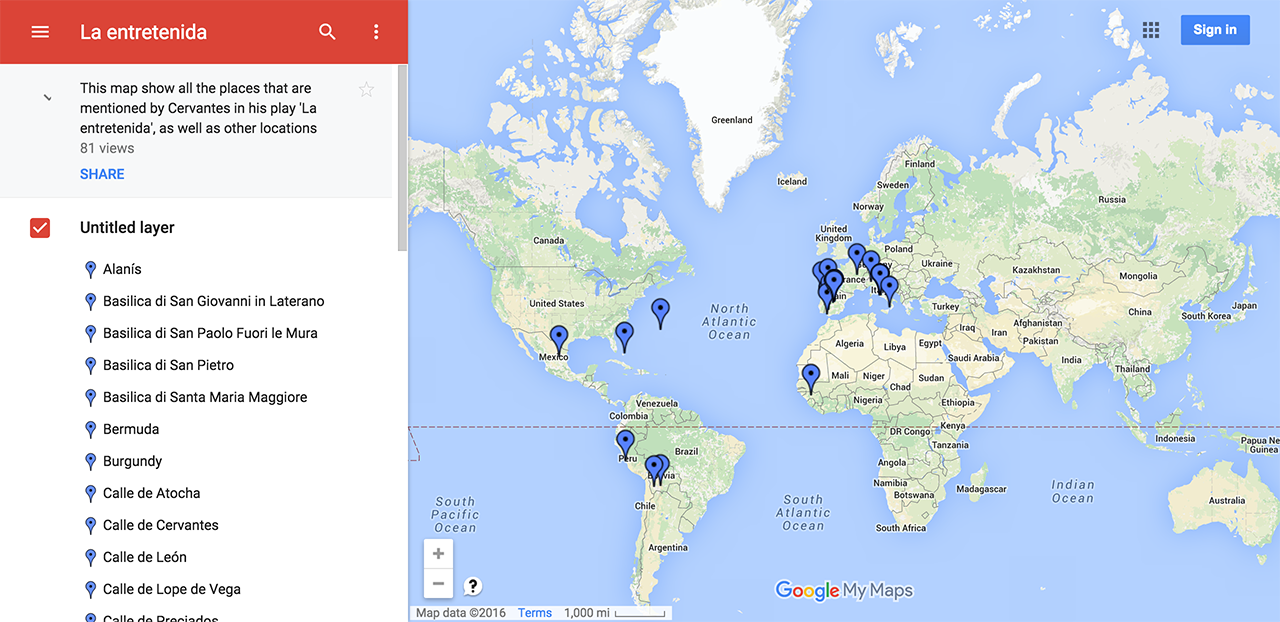 La entretenida
Sign in
This map show all the places that are
mentioned by Cervantes in his play 'La
entretenida', as well as other locations
81 views
SHARE
Untitled layer
Alanís
Basilica di San Giovanni in Laterano
Basilica di San Paolo Fuori le Mura
Basilica di San Pietro
Basilica di Santa Maria Maggiore
Bermuda
Burgundy
Calle de Atocha
Calle de Cervantes
Calle de León
Calle de Lope de Vega
Calle de Preciados
Greenland
Iceland
Finland
Sweden
Norway
Russia
United
Kingdom
Poland
Ukraine
Kazakhstan
Mongolia
Canada
United States
North
Atlantic
Ocean
Turkey
China
Japan
South Korea
Afghanistan
Iraq
Iran
Pakistan
Mexico
Algeria
Libya
Egypt
Saudi Arabia
India
Thailand
Mali
Niger
Chad
Sudan
Nigeria
Ethiopia
Venezuela
Colombia
Kenya
DR Congo
Tanzania
Indonesia
Papua New
Guinea
Peru
Brazil
Angola
Namibia
Botswana
Madagascar
Indian
Ocean
Australia
Chile
South
Pacific
Ocean
South
Atlantic
Ocean
South Africa
Argentina
+
−
?
Google My Maps
Map data ©2016 Terms 1,000 mi